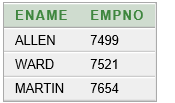 ENAME EMPNO
ALLEN 7499
WARD 7521
MARTIN 7654